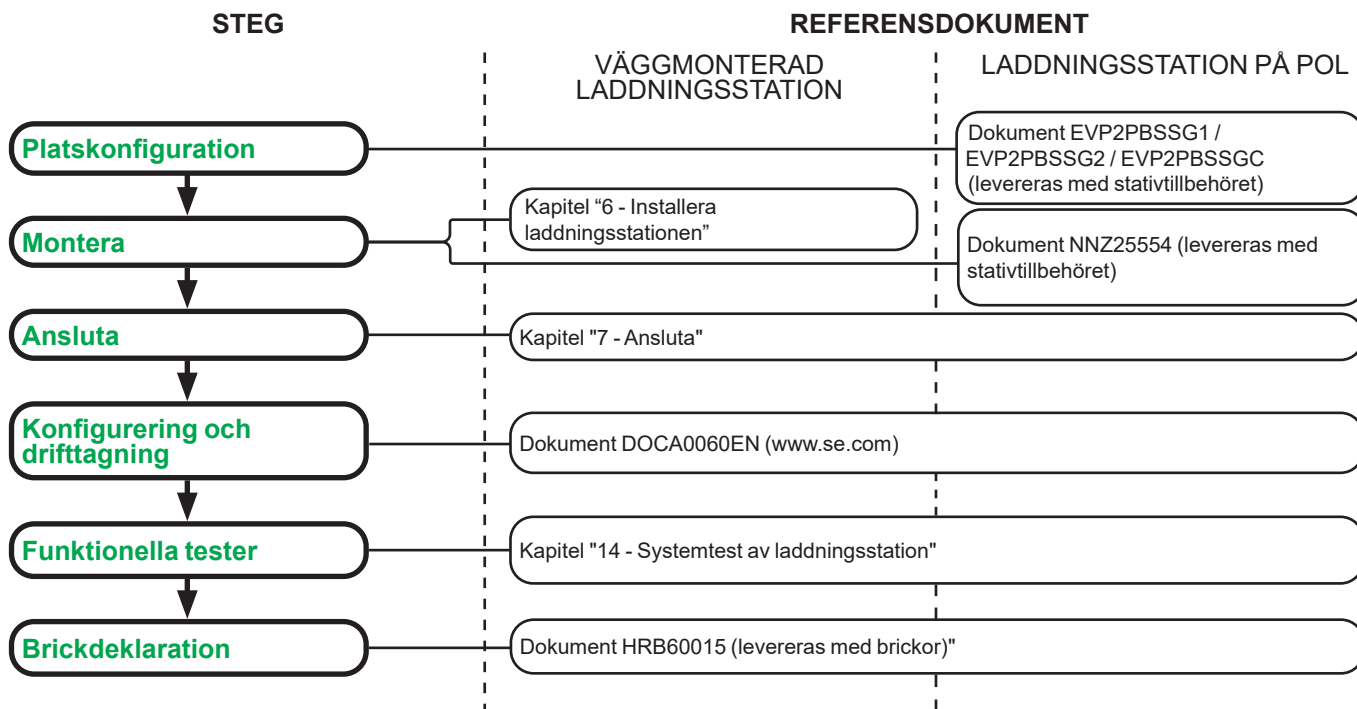 STEG
REFERENSDOKUMENT
VÄGGMONTERAD
LADDNINGSSTATION
LADDNINGSSTATION PÅ POL
Platskonfiguration
Dokument EVP2PBSSG1 /
EVP2PBSSG2 / EVP2PBSSGC
(levereras med stativtillbehöret)
Montera
Kapitel “6 - Installera
laddningsstationen”
Dokument NNZ25554 (levereras med
stativtillbehöret)
Ansluta
Kapitel "7 - Ansluta"
Konfigurering och
drifttagning
Dokument DOCA0060EN (www.se.com)
Funktionella tester
Kapitel "14 - Systemtest av laddningsstation"
Brickdeklaration
Dokument HRB60015 (levereras med brickor)"